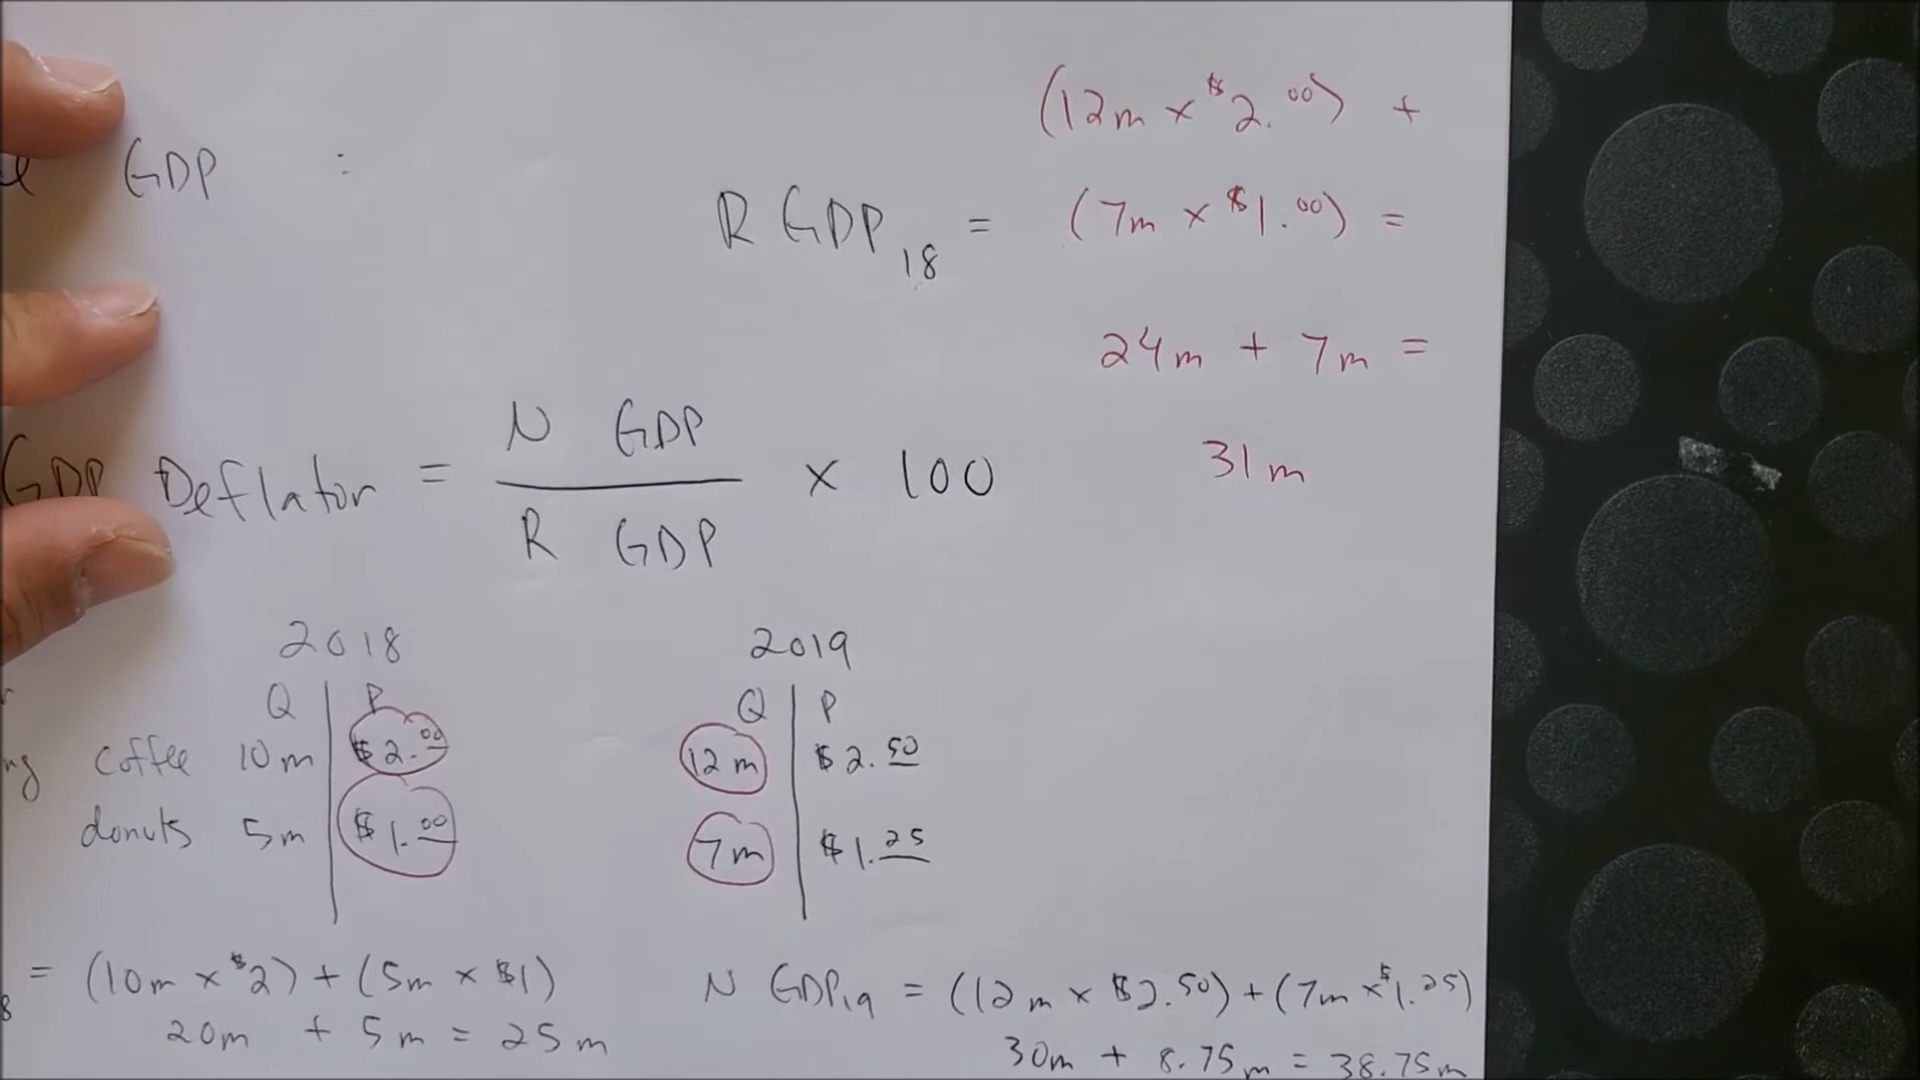 GDP :
(12m x $2.00) +
R GDP18 = (7m x $1.00) =
24m + 7m =
31m
GDP Deflator = N GDP / R GDP x 100
2018 2019
Q P Q P
coffee 10m $2.00 12m $2.50
donuts 5m $1.00 7m $1.25
= (10m x $2) + (5m x $1)
20m + 5m = 25m
N GDP19 = (12m x $2.50) + (7m x $1.25)
30m + 8.75m = 38.75m